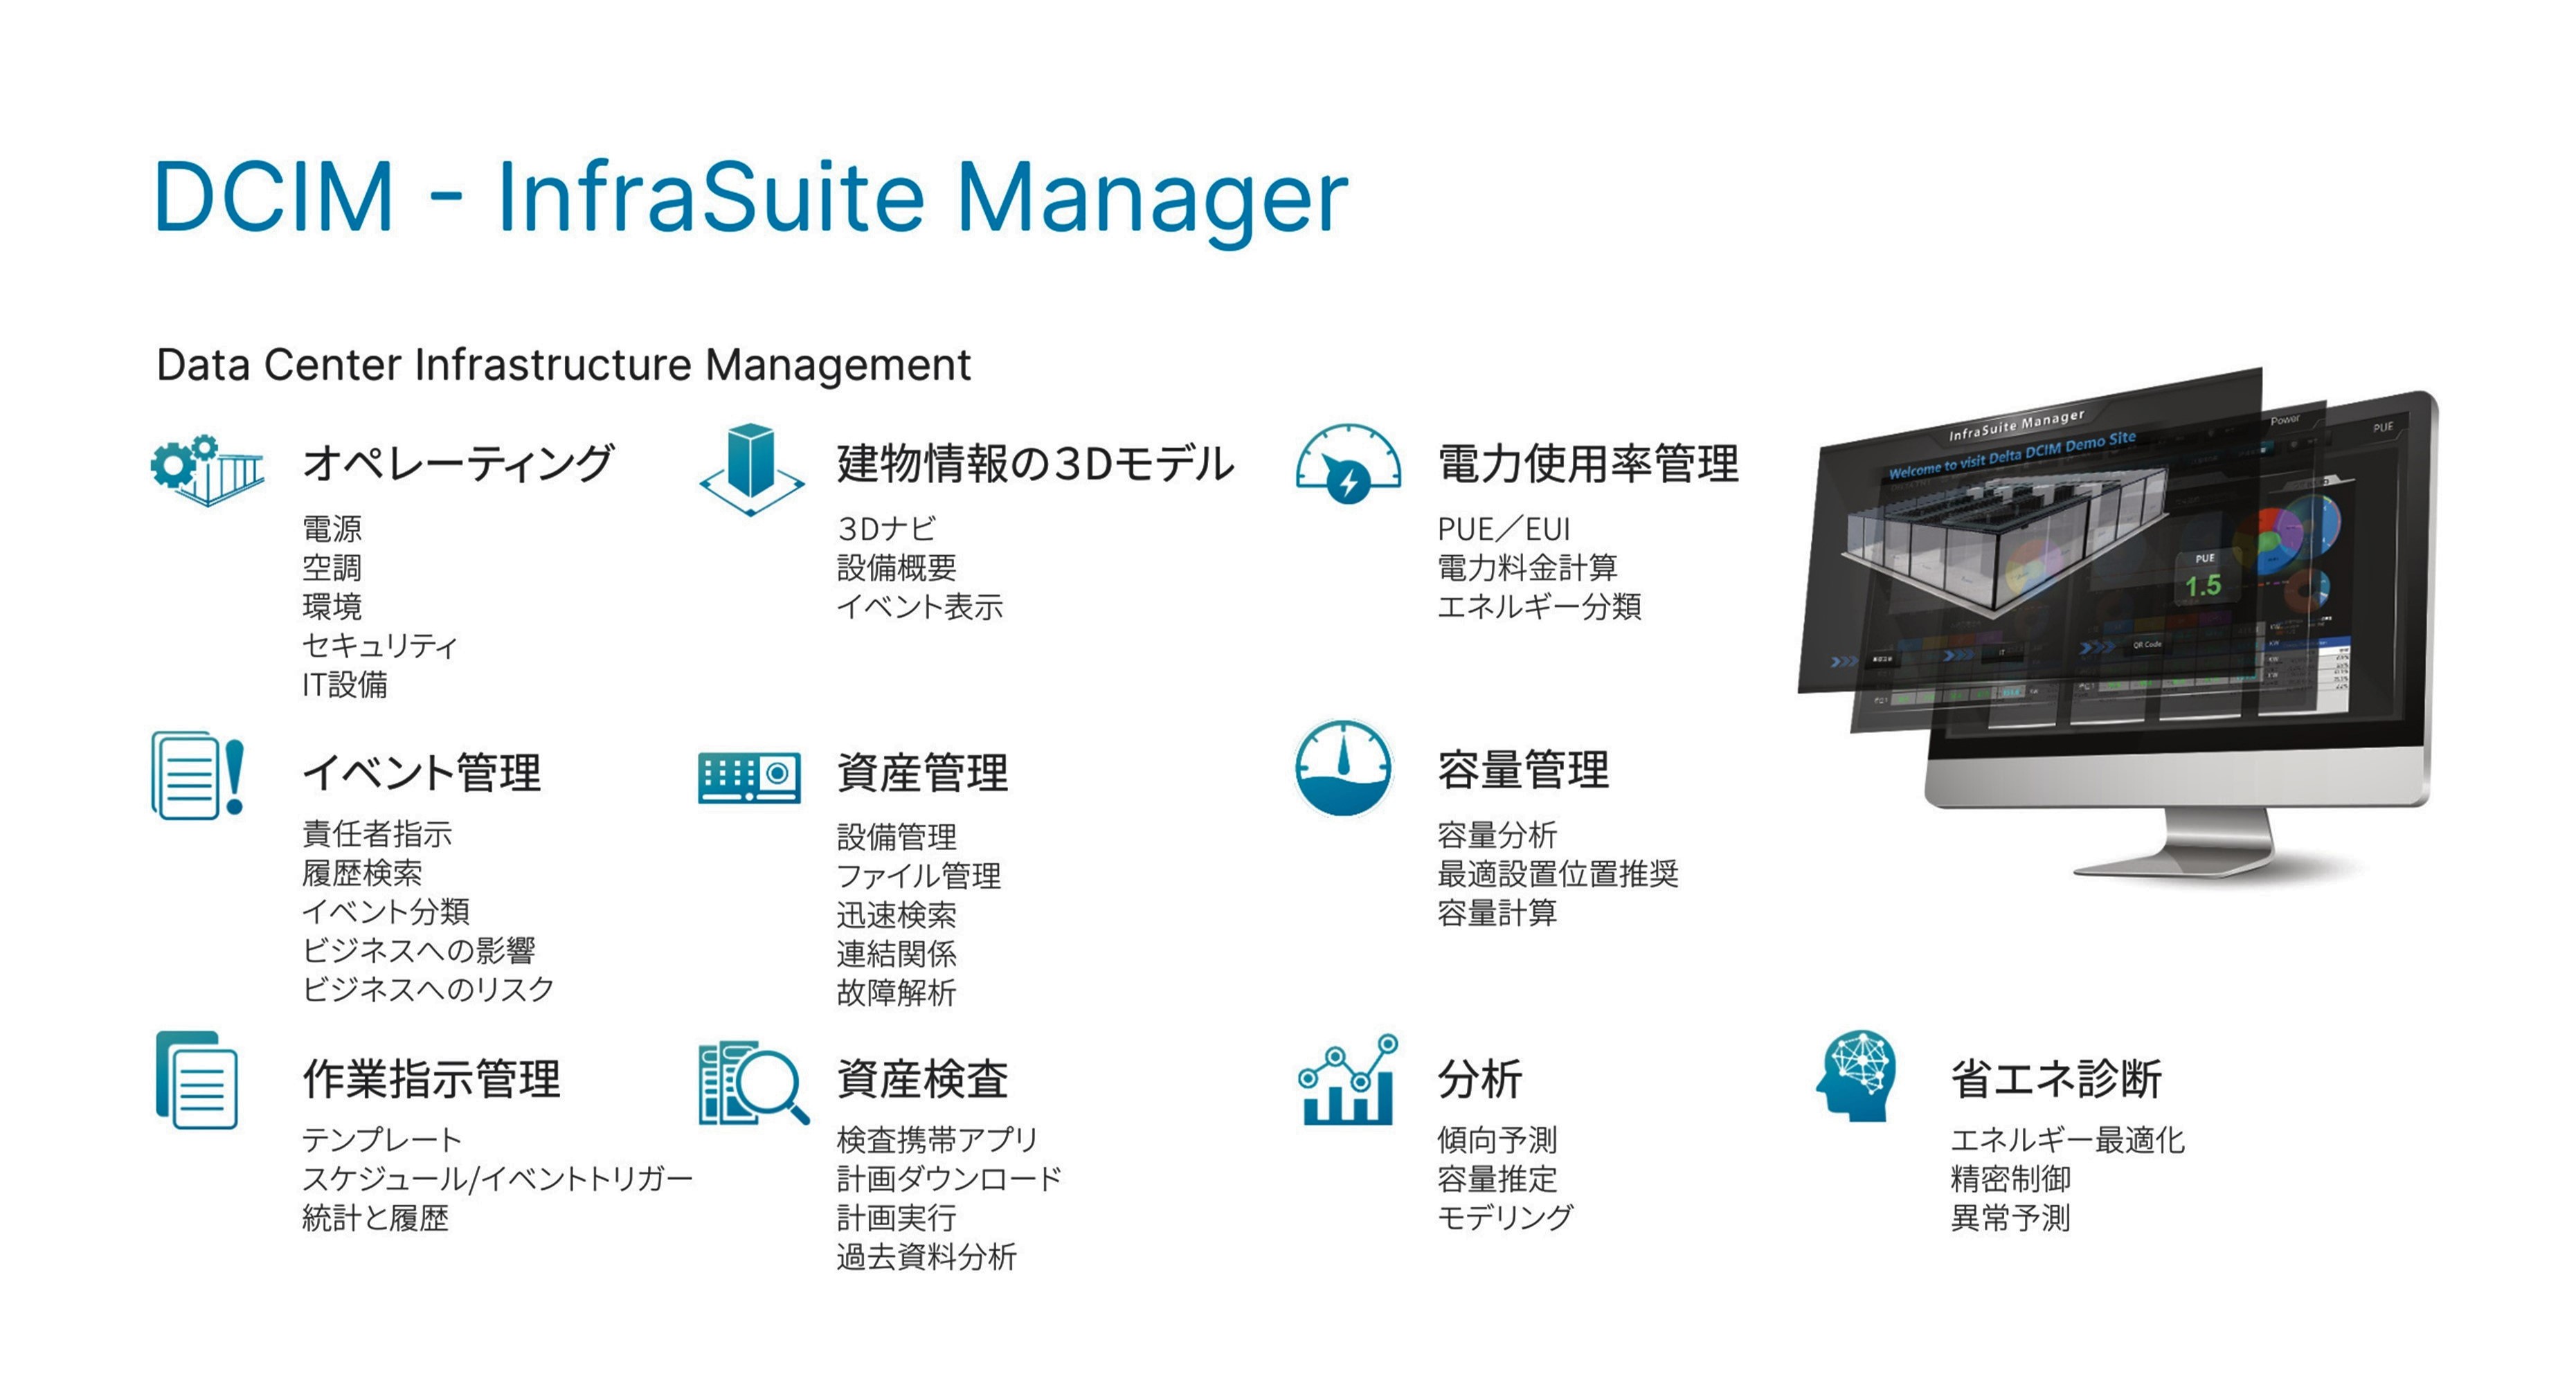 DCIM - InfraSuite Manager
Data Center Infrastructure Management
オペレーティング
電源
空調
環境
セキュリティ
IT設備
建物情報の3Dモデル
3Dナビ
設備概要
イベント表示
電力使用率管理
PUE／EUI
電力料金計算
エネルギー分類
InfraSuite Manager
Welcome to visit Delta DCIM Demo Site
Power
PUE
PUE
1.5
IT
QR Code
イベント管理
責任者指示
履歴検索
イベント分類
ビジネスへの影響
ビジネスへのリスク
資産管理
設備管理
ファイル管理
迅速検索
連結関係
故障解析
容量管理
容量分析
最適設置位置推奨
容量計算
作業指示管理
テンプレート
スケジュール/イベントトリガー
統計と履歴
資産検査
検査携帯アプリ
計画ダウンロード
計画実行
過去資料分析
分析
傾向予測
容量推定
モデリング
省エネ診断
エネルギー最適化
精密制御
異常予測